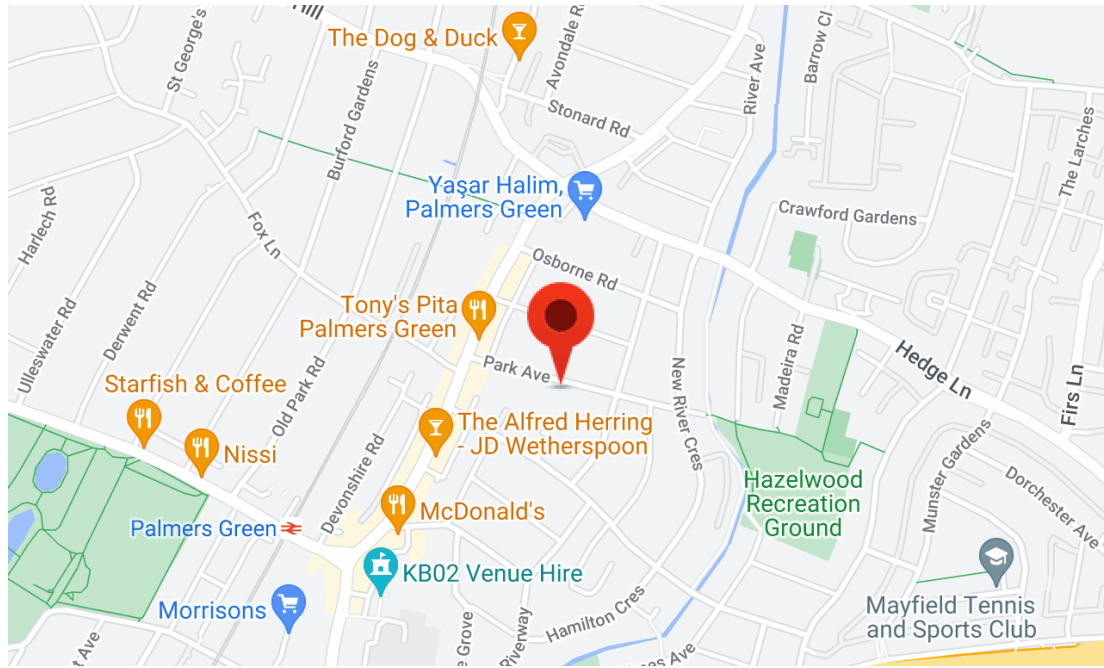 Hill
The Dog & Duck
Avondale Rd
St George's
Burford Gardens
Stonard Rd
River Ave
Barrow Cl
The Larches
Yaşar Halim,
Palmers Green
Crawford Gardens
Harlech Rd
Fox Ln
Osborne Rd
Ulleswater Rd
Derwent Rd
Tony's Pita
Palmers Green
Park Ave
New River Cres
Madeira Rd
Hedge Ln
Firs Ln
Starfish & Coffee
Old Park Rd
Nissi
The Alfred Herring
- JD Wetherspoon
Devonshire Rd
Hazelwood
Recreation
Ground
Munster Gardens
Dorchester Ave
McDonald's
Palmers Green
KB02 Venue Hire
Morrisons
Hamilton Cres
Mayfield Tennis
and Sports Club
Grove
Riverway
Ave
Ave